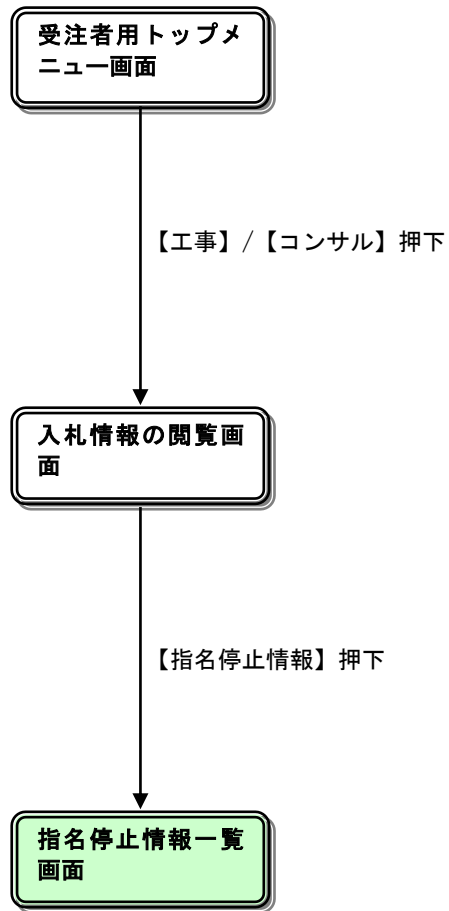 受注者用トップメ
ニュー画面
【工事】/【コンサル】押下
入札情報の閲覧画
面
【指名停止情報】押下
指名停止情報一覧
画面